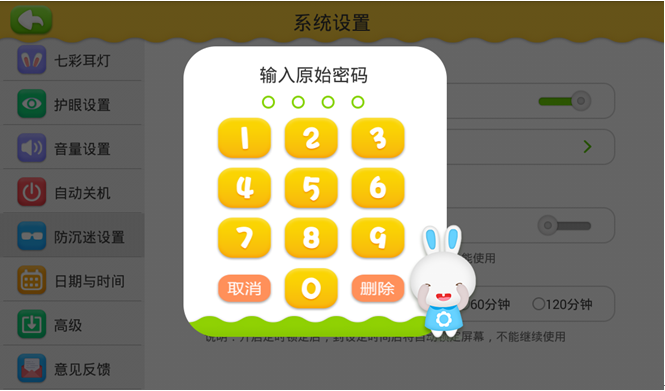 系统设置
七彩耳灯
护眼设置
音量设置
自动关机
防沉迷设置
日期与时间
高级
意见反馈
输入原始密码
1 2 3
4 5 6
7 8 9
取消 0 删除
能使用
60分钟 120分钟
说明：开启定时锁定后，到设定时间后将自动锁定屏幕，不能继续使用